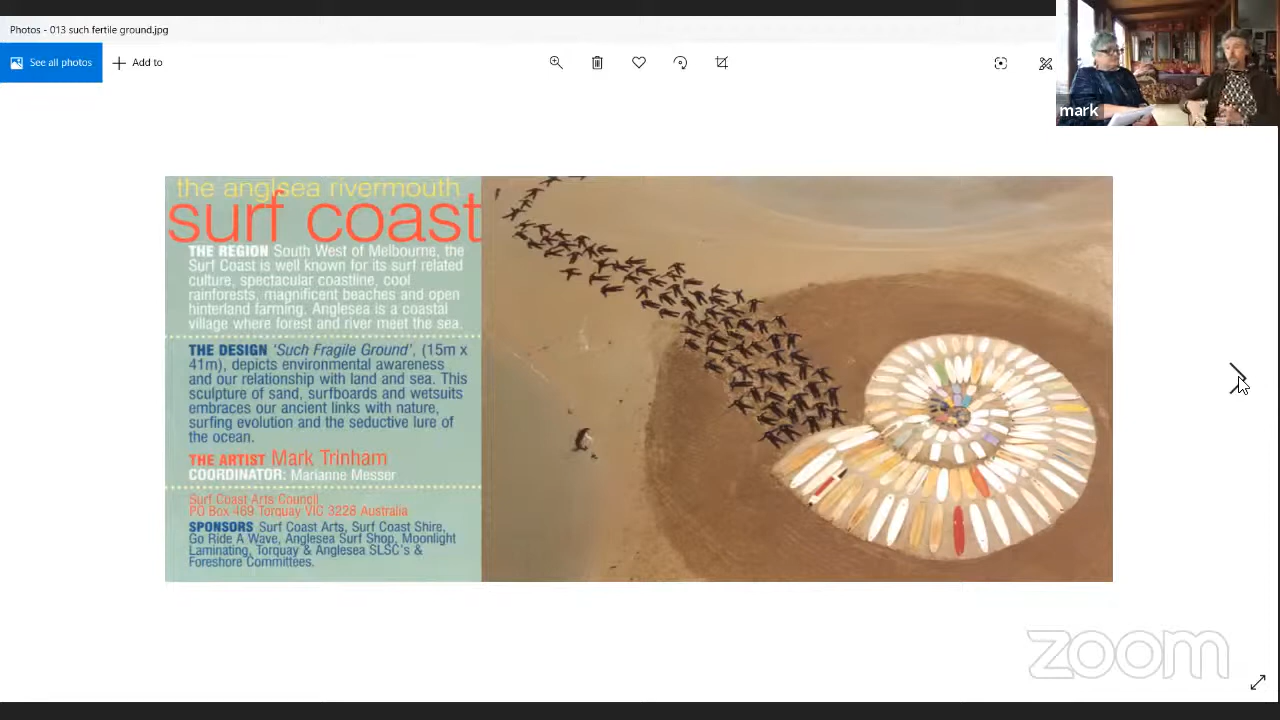 Photos - 013 such fertile ground.jpg
See all photos
Add to
mark
the anglsea rivermouth
surf coast
THE REGION South West of Melbourne, the
Surf Coast is well known for its surf related
culture, spectacular coastline, cool
rainforests, magnificent beaches and open
hinterland farming. Anglesea is a coastal
village where forest and river meet the sea.
THE DESIGN 'Such Fragile Ground', (15m x
41m), depicts environmental awareness
and our relationship with land and sea. This
sculpture of sand, surfboards and wetsuits
embraces our ancient links with nature,
surfing evolution and the seductive lure of
the ocean.
THE ARTIST Mark Trinham
COORDINATOR: Marianne Messer
Surf Coast Arts Council
PO Box 469 Torquay VIC 3228 Australia
SPONSORS Surf Coast Arts, Surf Coast Shire,
Go Ride A Wave, Anglesea Surf Shop, Moonlight
Laminating, Torquay & Anglesea SLSC's &
Foreshore Committees.
zoom